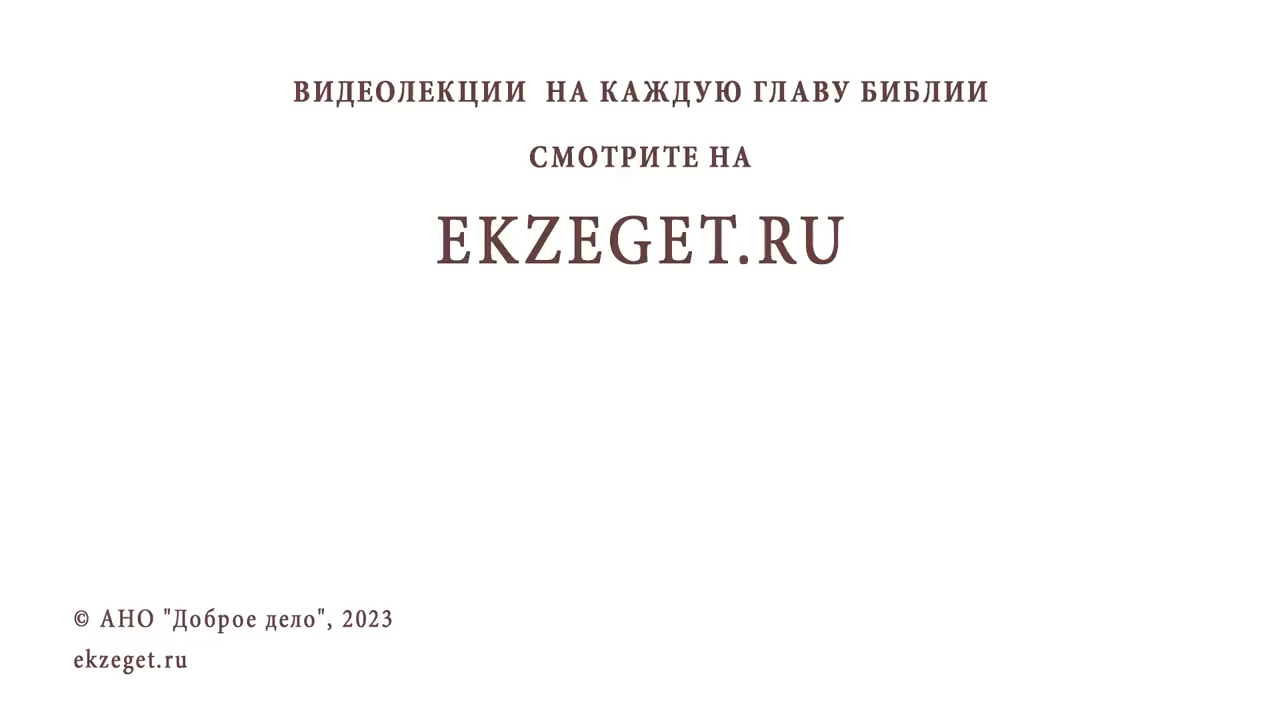 ВИДЕОЛЕКЦИИ НА КАЖДУЮ ГЛАВУ БИБЛИИ
СМОТРИТЕ НА
EKZEGET.RU
© АНО "Доброе дело", 2023
ekzeget.ru